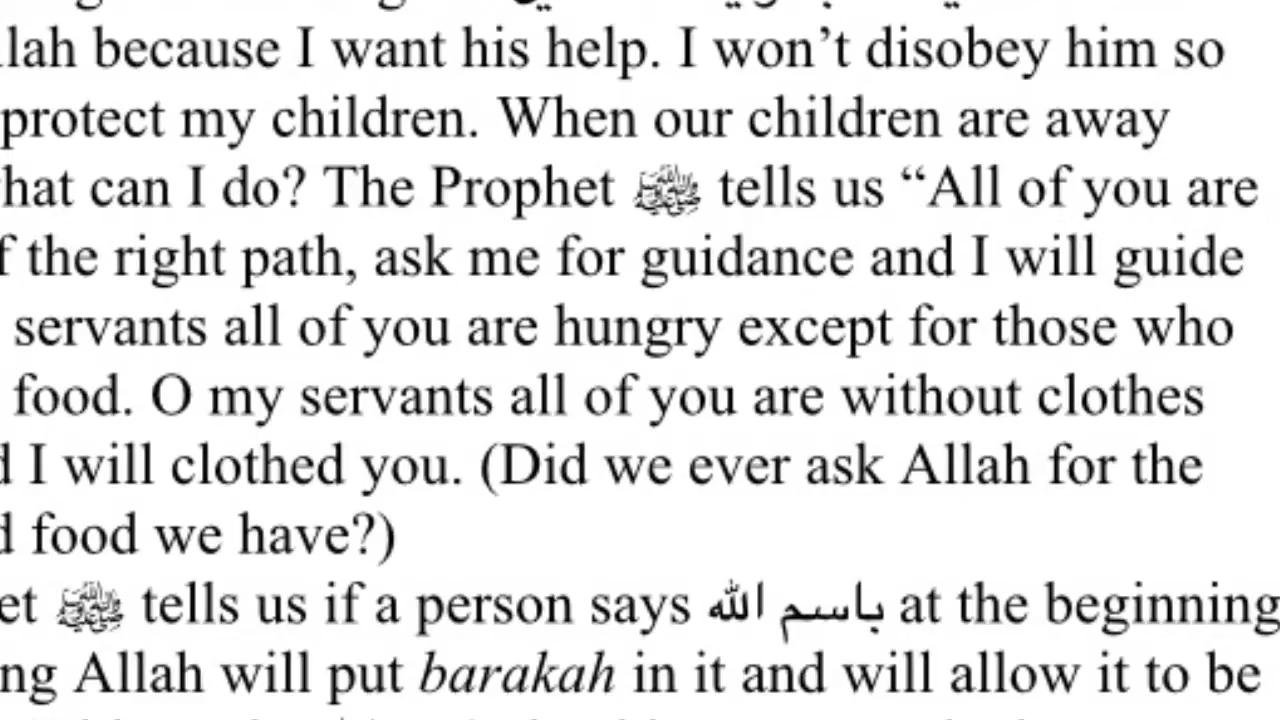 llah because I want his help. I won’t disobey him so
protect my children. When our children are away
hat can I do? The Prophet ﷺ tells us “All of you are
f the right path, ask me for guidance and I will guide
servants all of you are hungry except for those who
food. O my servants all of you are without clothes
d I will clothed you. (Did we ever ask Allah for the
d food we have?)
et ﷺ tells us if a person says باسم الله at the beginning
ng Allah will put barakah in it and will allow it to be